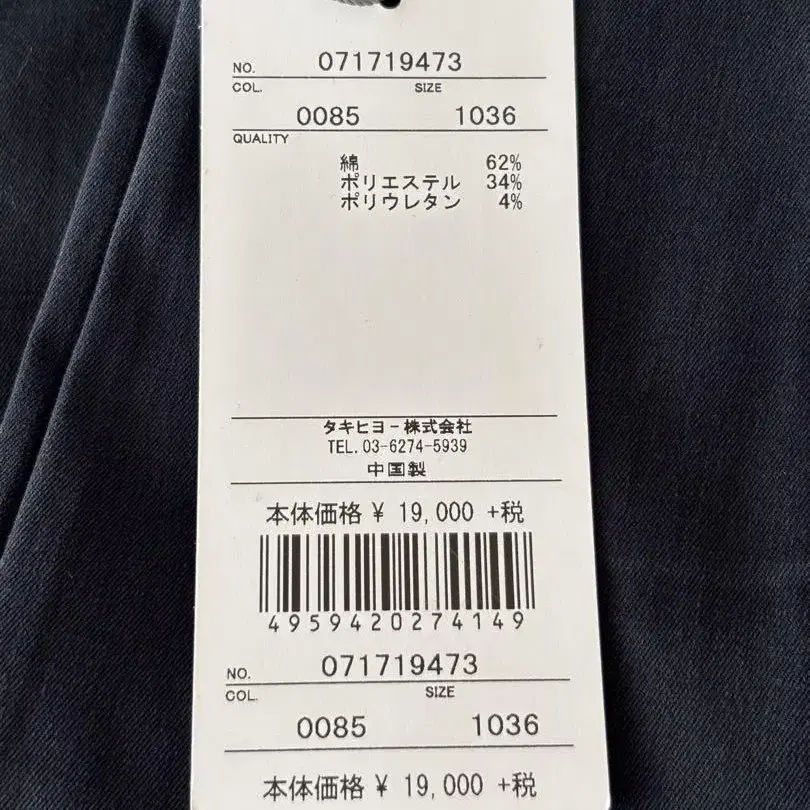 NO. 071719473
COL. SIZE
0085 1036
QUALITY
綿 62%
ポリエステル 34%
ポリウレタン 4%
タキヒヨー株式会社
TEL.03-6274-5939
中国製
本体価格 ¥ 19,000 +税
4959420274149
NO. 071719473
COL. SIZE
0085 1036
本体価格 ¥ 19,000 +税